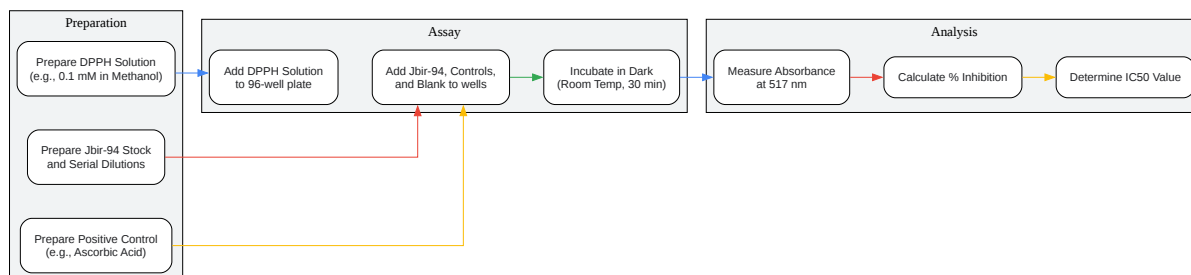 Preparation
Prepare DPPH Solution
(e.g., 0.1 mM in Methanol)
Prepare Jbir-94 Stock
and Serial Dilutions
Prepare Positive Control
(e.g., Ascorbic Acid)
Assay
Add DPPH Solution
to 96-well plate
Add Jbir-94, Controls,
and Blank to wells
Incubate in Dark
(Room Temp, 30 min)
Analysis
Measure Absorbance
at 517 nm
Calculate % Inhibition
Determine IC50 Value